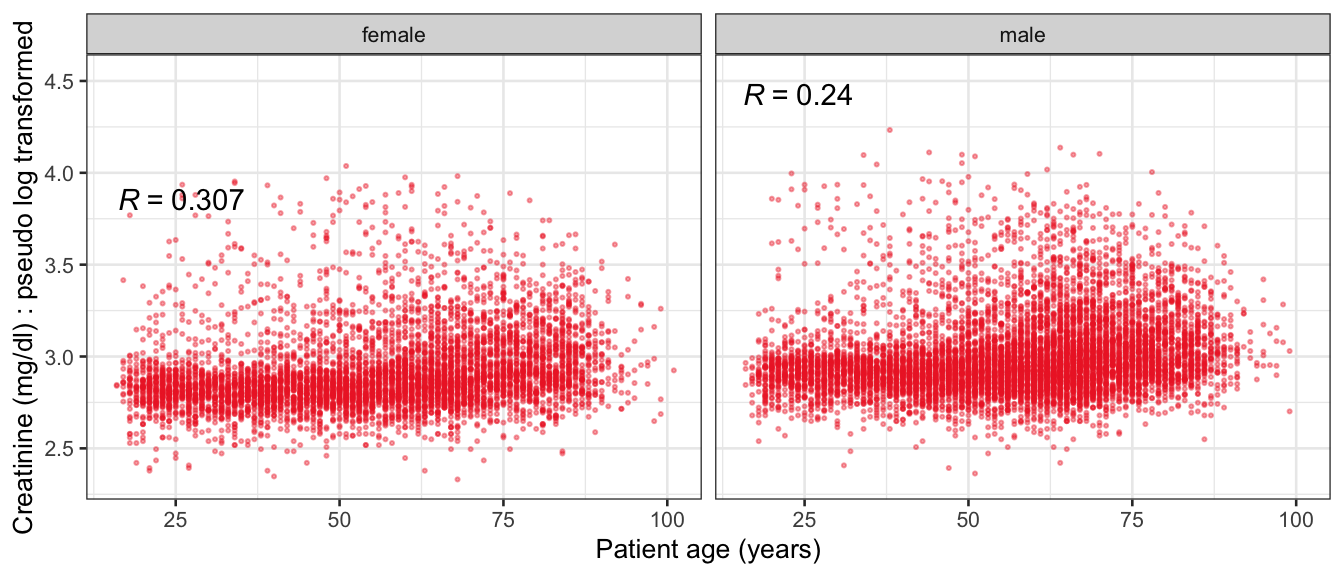 female
male
Creatinine (mg/dl) : pseudo log transformed
4.5
4.0
3.5
3.0
2.5
R = 0.307
R = 0.24
25
50
75
100
25
50
75
100
Patient age (years)